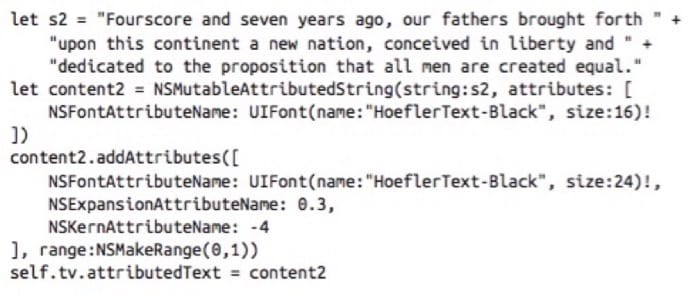 let s2 = "Fourscore and seven years ago, our fathers brought forth " +
    "upon this continent a new nation, conceived in liberty and " +
    "dedicated to the proposition that all men are created equal."
let content2 = NSMutableAttributedString(string:s2, attributes: [
    NSFontAttributeName: UIFont(name:"HoeflerText-Black", size:16)!
])
content2.addAttributes([
    NSFontAttributeName: UIFont(name:"HoeflerText-Black", size:24)!,
    NSExpansionAttributeName: 0.3,
    NSKernAttributeName: -4
], range:NSMakeRange(0,1))
self.tv.attributedText = content2